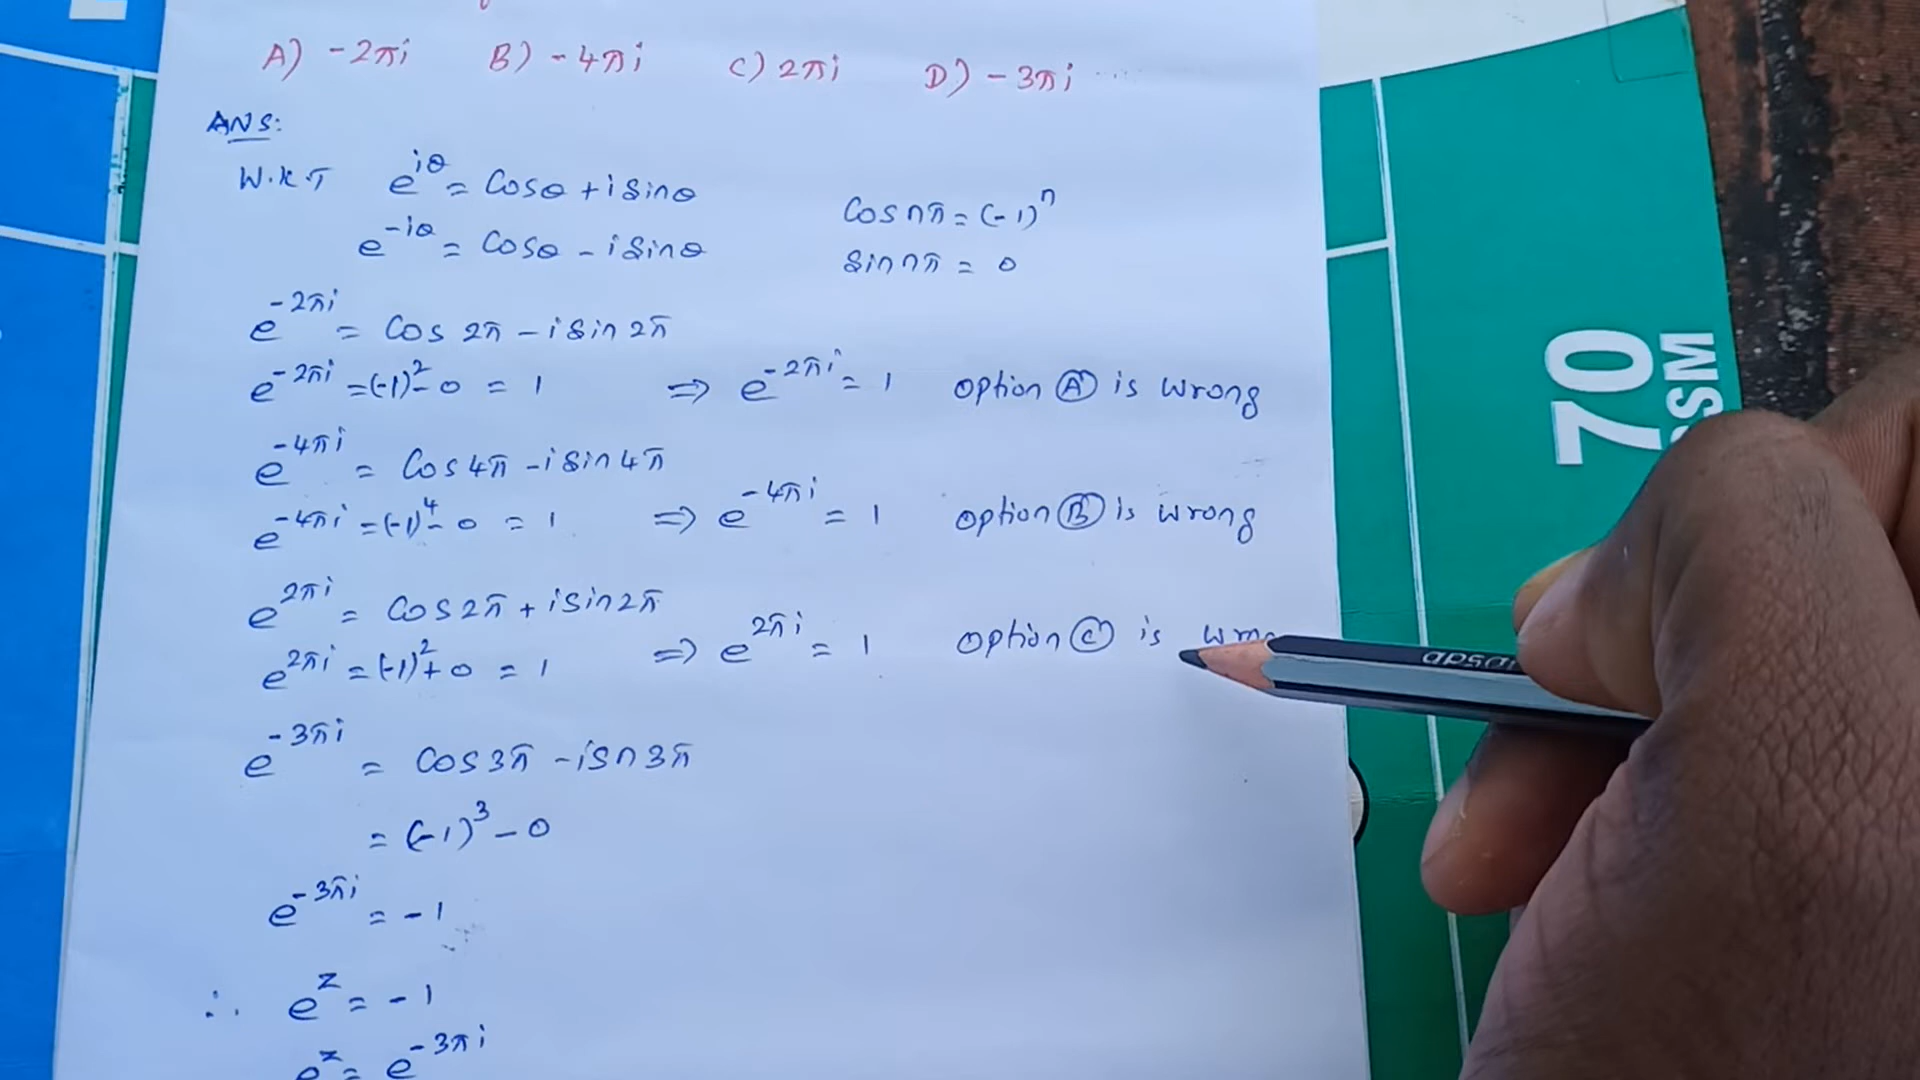 A) -2πi B) -4πi C) 2πi D) -3πi
ANS:
W.K.T e^{iθ} = Cosθ + i Sinθ Cos nπ = (-1)^n
e^{-iθ} = Cosθ - i Sinθ Sin nπ = 0
e^{-2πi} = Cos 2π - i Sin 2π
e^{-2πi} = (-1)^2 - 0 = 1 ⇒ e^{-2πi} = 1 Option Ⓐ is wrong
e^{-4πi} = Cos 4π - i Sin 4π
e^{-4πi} = (-1)^4 - 0 = 1 ⇒ e^{-4πi} = 1 Option Ⓑ is wrong
e^{2πi} = Cos 2π + i Sin 2π
e^{2πi} = (-1)^2 + 0 = 1 ⇒ e^{2πi} = 1 Option Ⓒ is
e^{-3πi} = Cos 3π - i Sn 3π
= (-1)^3 - 0
e^{-3πi} = -1
∴ e^z = -1
e^z = e^{-3πi}
70
apsa